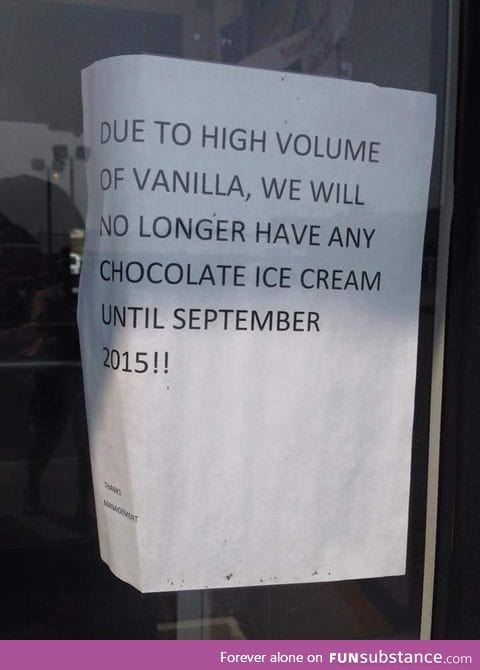 DUE TO HIGH VOLUME
OF VANILLA, WE WILL
NO LONGER HAVE ANY
CHOCOLATE ICE CREAM
UNTIL SEPTEMBER
2015!!
THANKS
MANAGEMENT
Forever alone on FUNsubstance.com